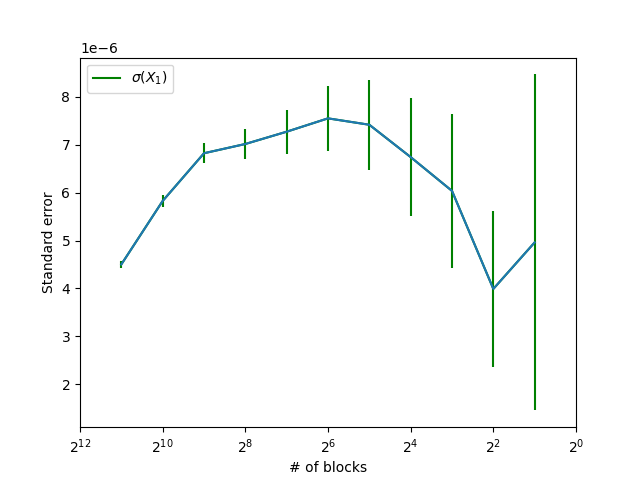 1e−6
σ(X₁)
8
7
6
5
4
3
2
Standard error
2¹² 2¹⁰ 2⁸ 2⁶ 2⁴ 2² 2⁰
# of blocks